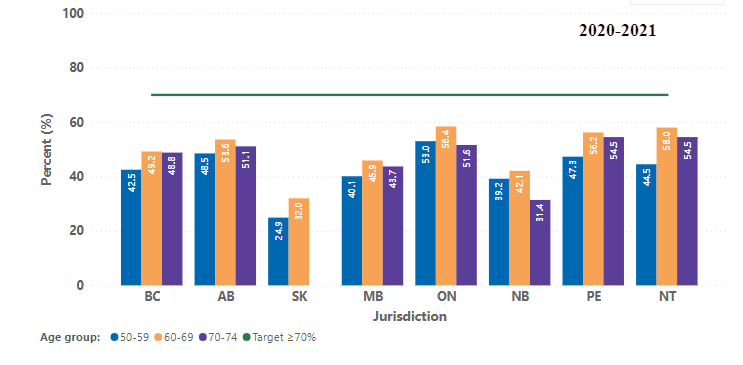 100
2020-2021
80
60
40
20
0
Percent (%)
42.5 49.2 48.8
48.5 53.6 51.1
24.9 32.0
40.1 45.9 43.7
53.0 58.4 51.6
39.2 42.1 31.4
47.3 56.2 54.5
44.5 58.0 54.5
BC AB SK MB ON NB PE NT
Jurisdiction
Age group: 50-59 60-69 70-74 Target ≥70%